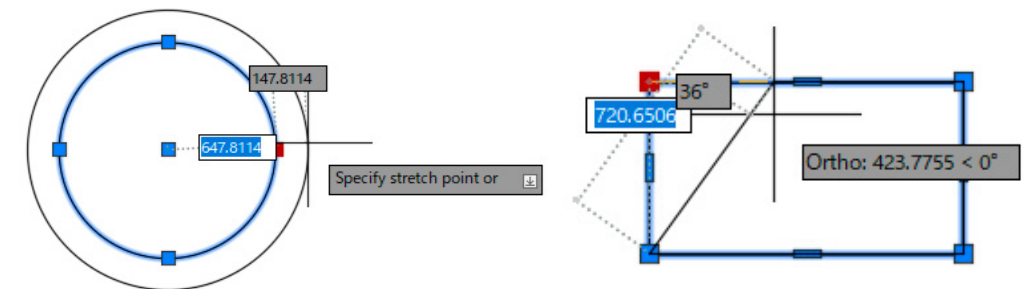 147.8114
647.8114
Specify stretch point or
36°
720.6506
Ortho: 423.7755 < 0°